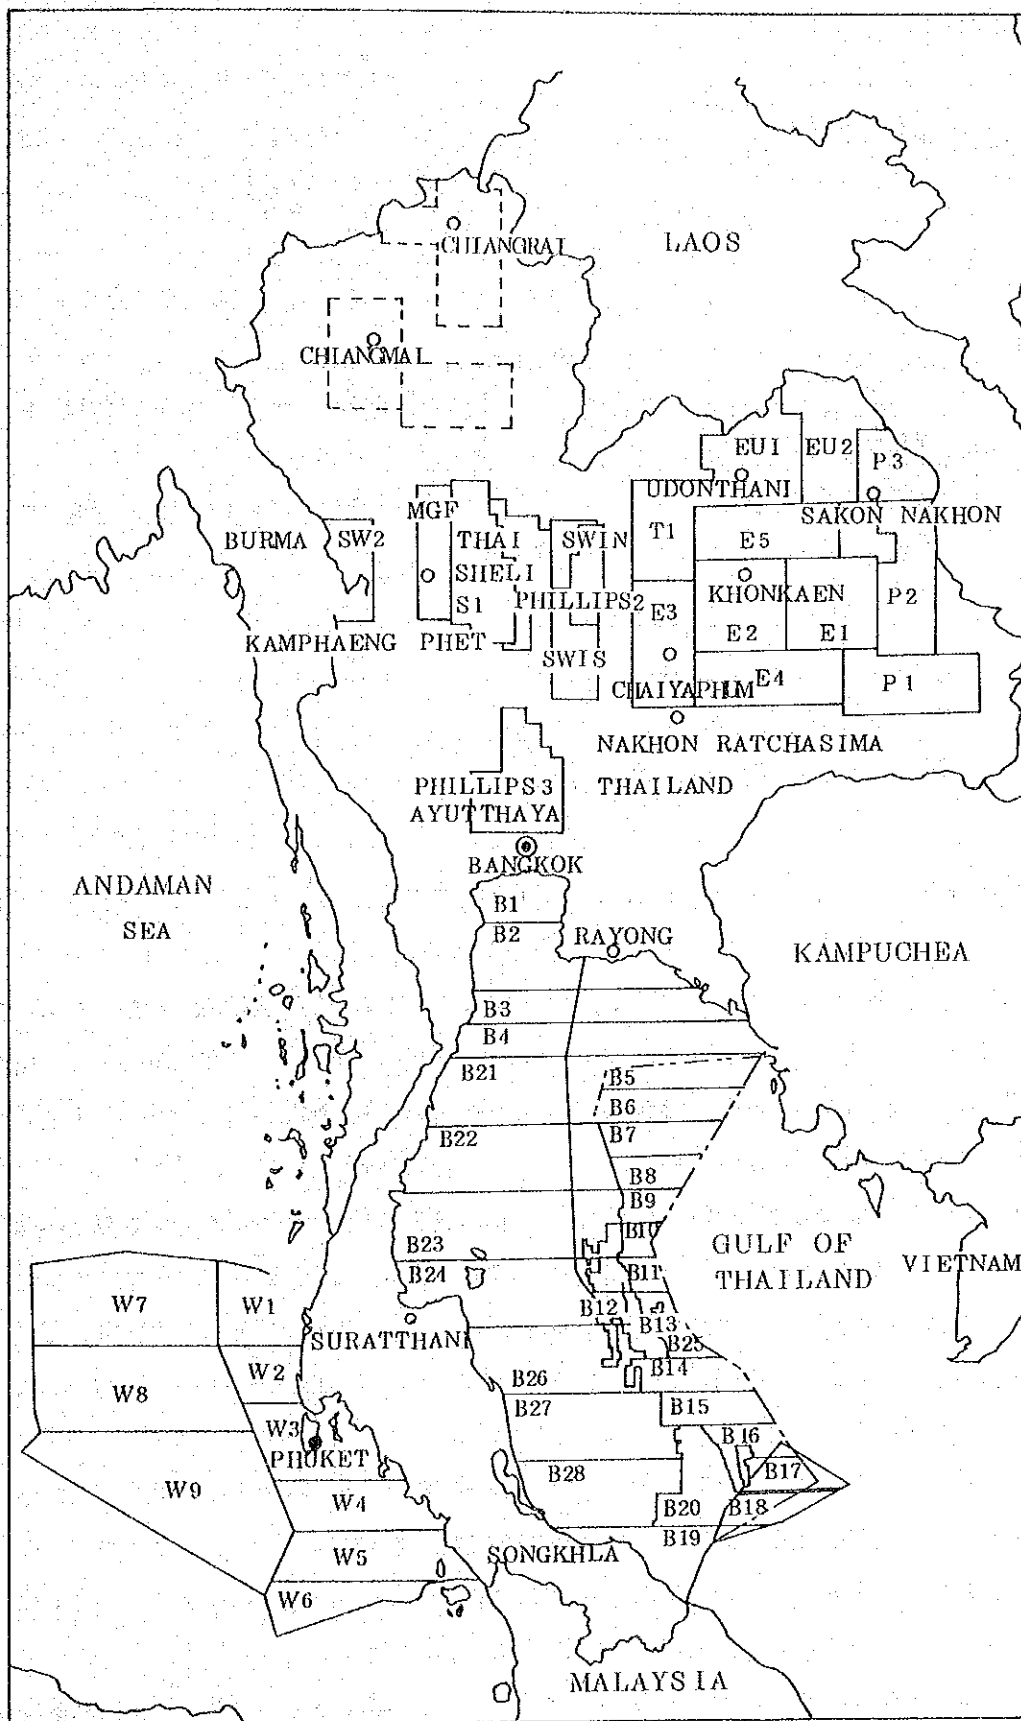 CHIANGRAI
LAOS
CHIANGMAI
EU1
EU2
P3
UDONTHANI
MGF
SAKON NAKHON
BURMA
SW2
THAI
SWIN
T1
E5
SHELI
S1
PHILLIPS2
KHONKAEN
P2
E3
KAMPHAENG
PHET
E2
E1
SWIS
CHAIYAPHUM
E4
P1
NAKHON RATCHASIMA
PHILLIPS3
THAILAND
AYUTTHAYA
BANGKOK
ANDAMAN
SEA
B1
B2
RAYONG
KAMPUCHEA
B3
B4
B21
B5
B6
B22
B7
B8
B9
B10
B23
B24
B11
GULF OF
THAILAND
VIETNAM
W7
W1
B12
B13
SURATTHANI
B25
W2
B14
W8
B26
B27
B15
W3
B16
PHUKET
B17
B28
W9
W4
B20
B18
B19
W5
SONGKHLA
W6
MALAYSIA